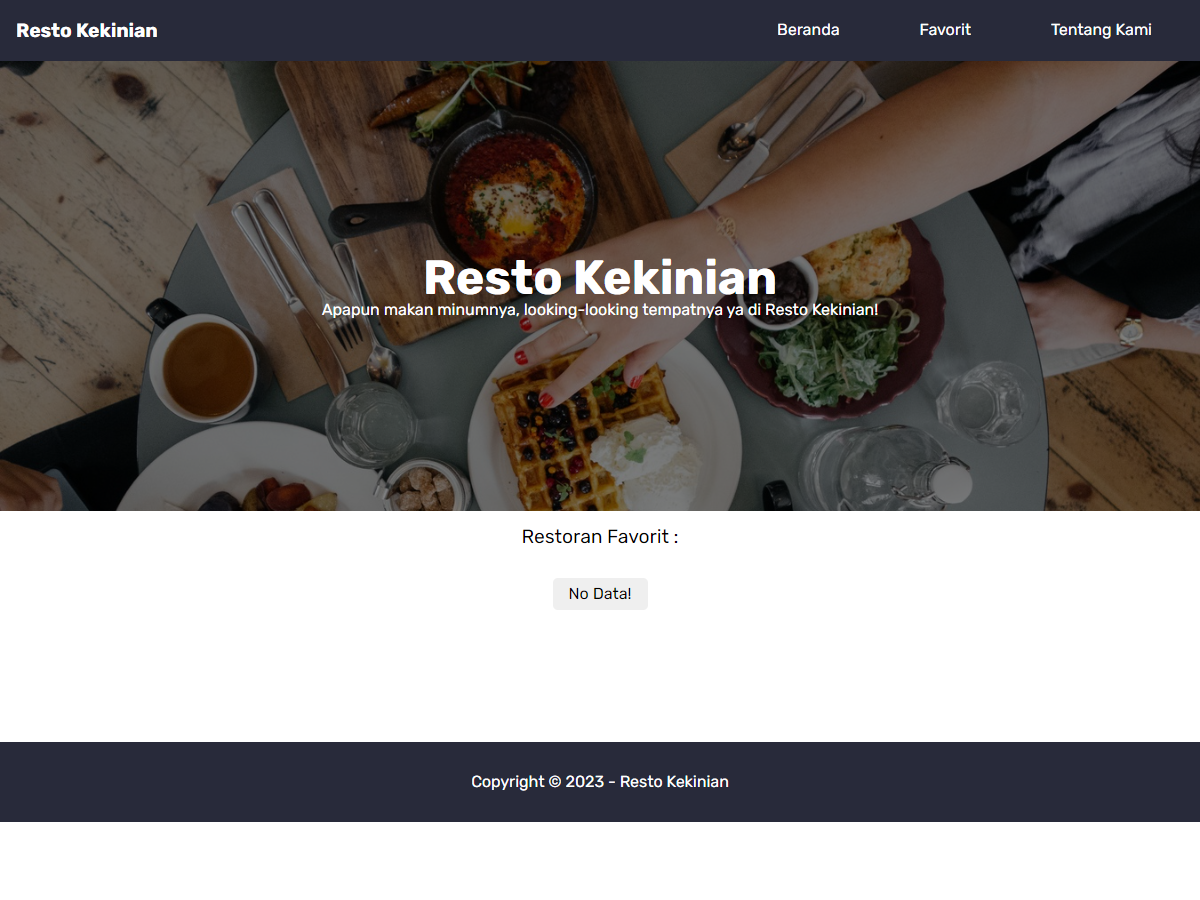 Resto Kekinian
Beranda
Favorit
Tentang Kami
Resto Kekinian
Apapun makan minumnya, looking-looking tempatnya ya di Resto Kekinian!
Restoran Favorit :
No Data!
Copyright © 2023 - Resto Kekinian